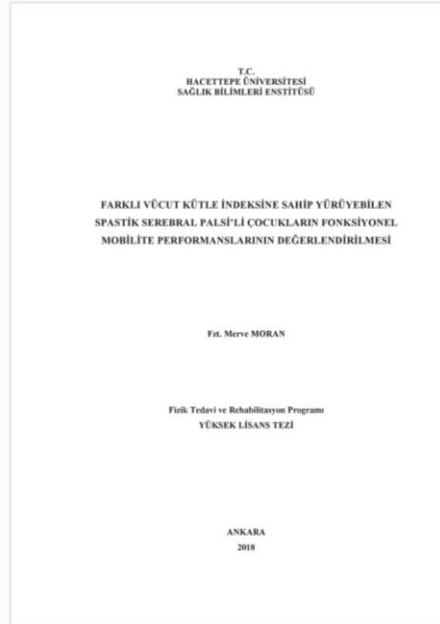 T.C.
HACETTEPE ÜNİVERSİTESİ
SAĞLIK BİLİMLERİ ENSTİTÜSÜ
FARKLI VÜCUT KÜTLE İNDEKSİNE SAHİP YÜRÜYEBİLEN
SPASTİK SEREBRAL PALSİ'Lİ ÇOCUKLARIN FONKSİYONEL
MOBİLİTE PERFORMANSLARININ DEĞERLENDİRİLMESİ
Fzt. Merve MORAN
Fizik Tedavi ve Rehabilitasyon Programı
YÜKSEK LİSANS TEZİ
ANKARA
2018